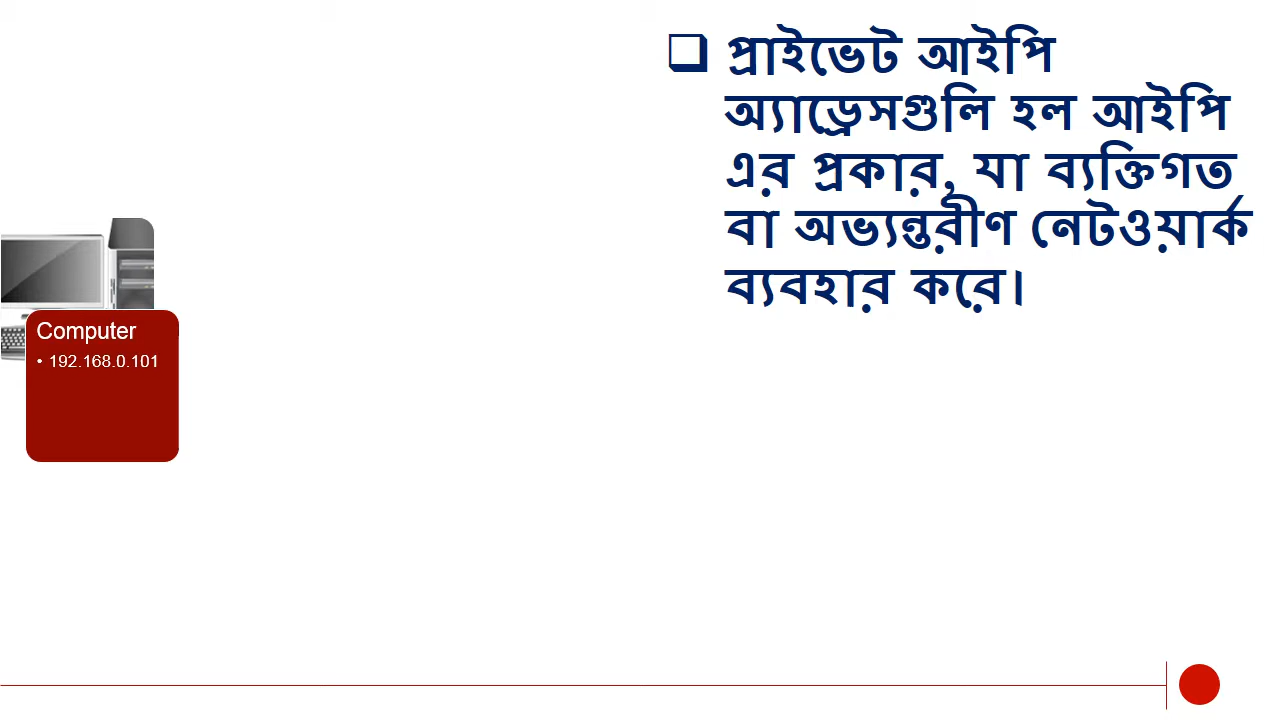 ❑ প্রাইভেট আইপি
অ্যাড্রেসগুলি হল আইপি
এর প্রকার, যা ব্যক্তিগত
বা অভ্যন্তরীণ নেটওয়ার্ক
ব্যবহার করে।
Computer
• 192.168.0.101